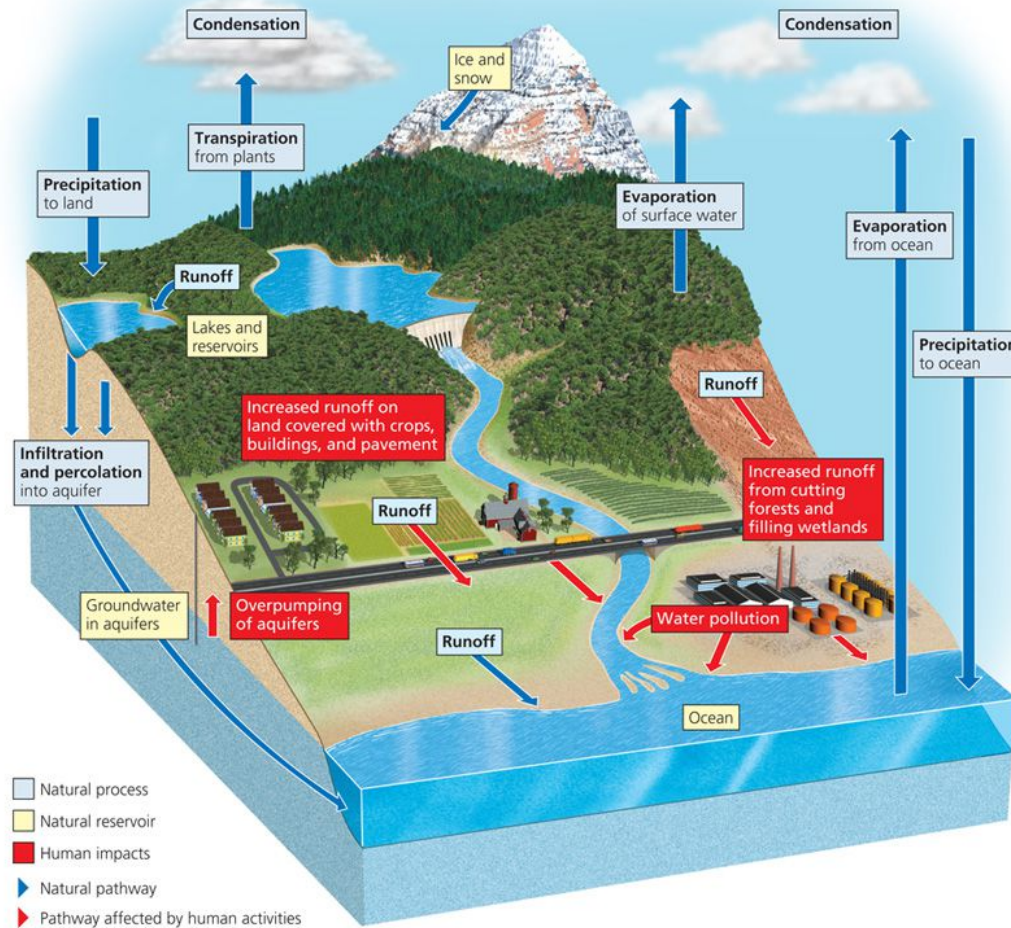 Condensation
Condensation
Ice and
snow
Transpiration
from plants
Precipitation
to land
Evaporation
of surface water
Evaporation
from ocean
Runoff
Lakes and
reservoirs
Precipitation
to ocean
Runoff
Increased runoff on
land covered with crops,
buildings, and pavement
Infiltration
and percolation
into aquifer
Increased runoff
from cutting
forests and
filling wetlands
Runoff
Groundwater
in aquifers
Overpumping
of aquifers
Water pollution
Runoff
Ocean
Natural process
Natural reservoir
Human impacts
Natural pathway
Pathway affected by human activities